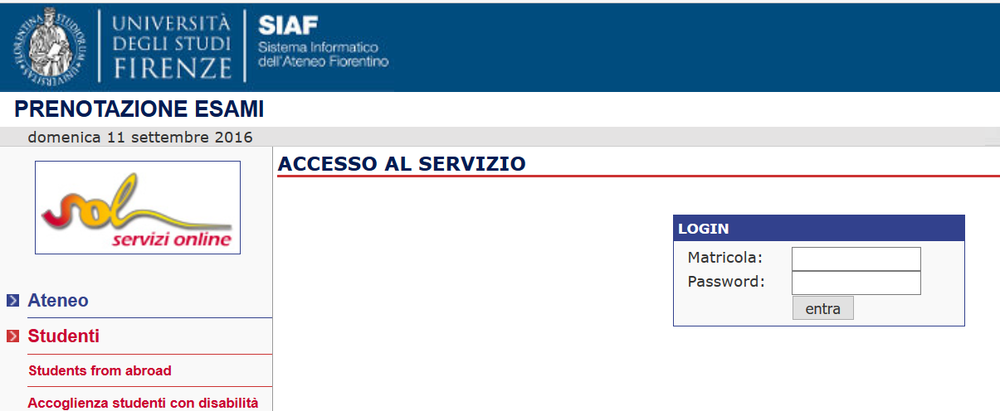 UNIVERSITÀ
DEGLI STUDI
FIRENZE
SIAF
Sistema Informatico
dell'Ateneo Fiorentino
PRENOTAZIONE ESAMI
domenica 11 settembre 2016
sol
servizi online
Ateneo
Studenti
Students from abroad
Accoglienza studenti con disabilità
ACCESSO AL SERVIZIO
LOGIN
Matricola:
Password:
entra